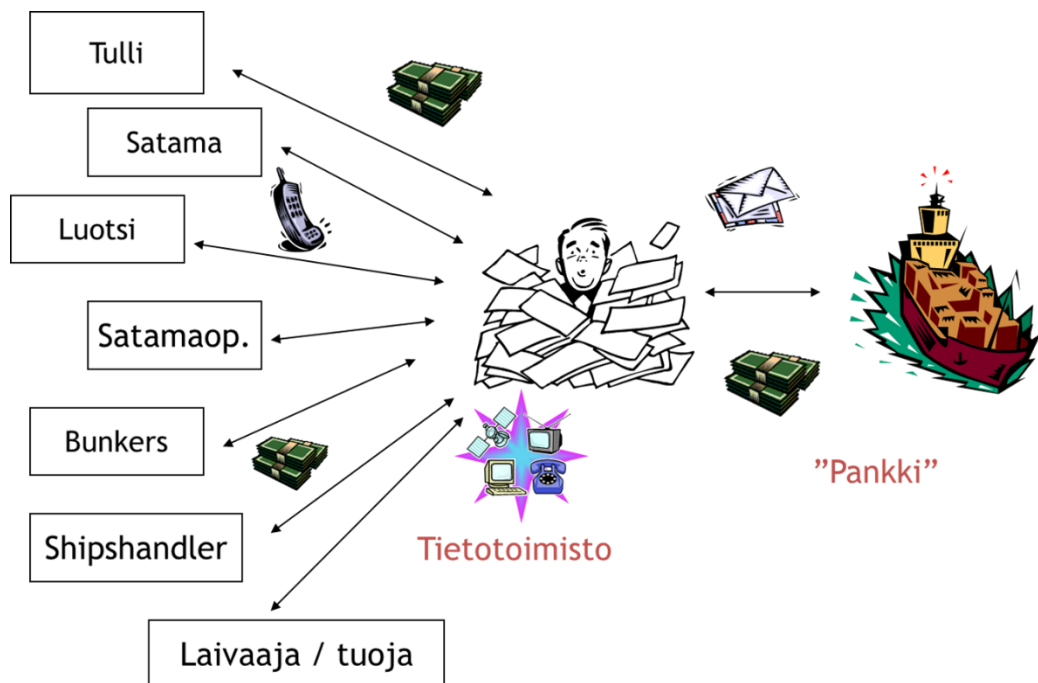 Tulli
Satama
Luotsi
Satamaop.
Bunkers
Shipshandler
Laivaaja / tuoja
Tietotoimisto
”Pankki”